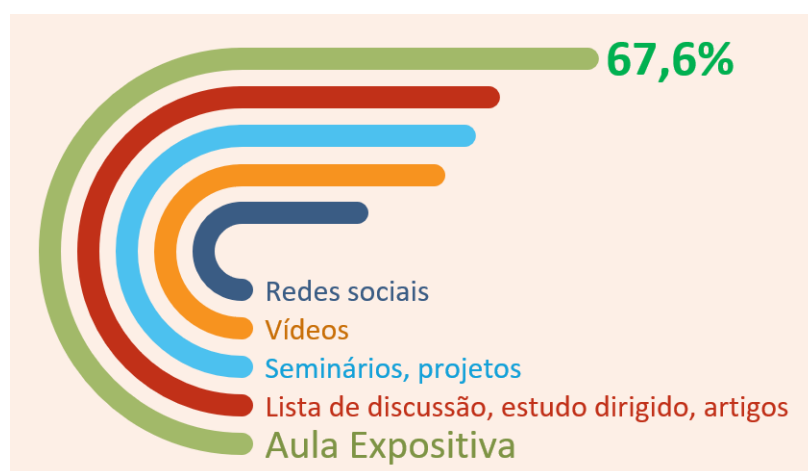 67,6%
Redes sociais
Vídeos
Seminários, projetos
Lista de discussão, estudo dirigido, artigos
Aula Expositiva